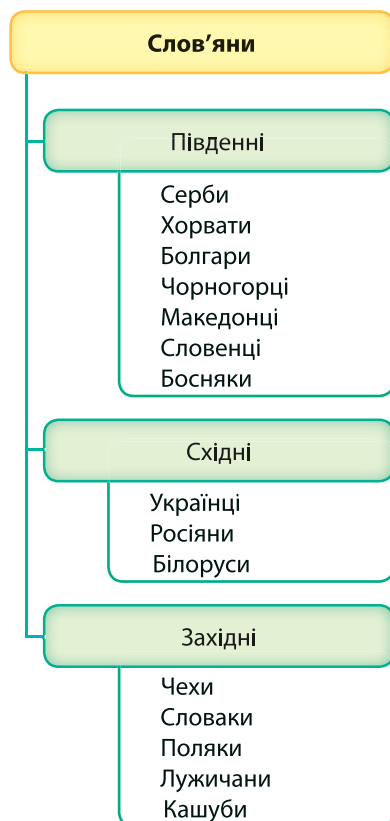 Слов’яни
Південні
Серби
Хорвати
Болгари
Чорногорці
Македонці
Словенці
Босняки
Східні
Українці
Росіяни
Білоруси
Західні
Чехи
Словаки
Поляки
Лужичани
Кашуби